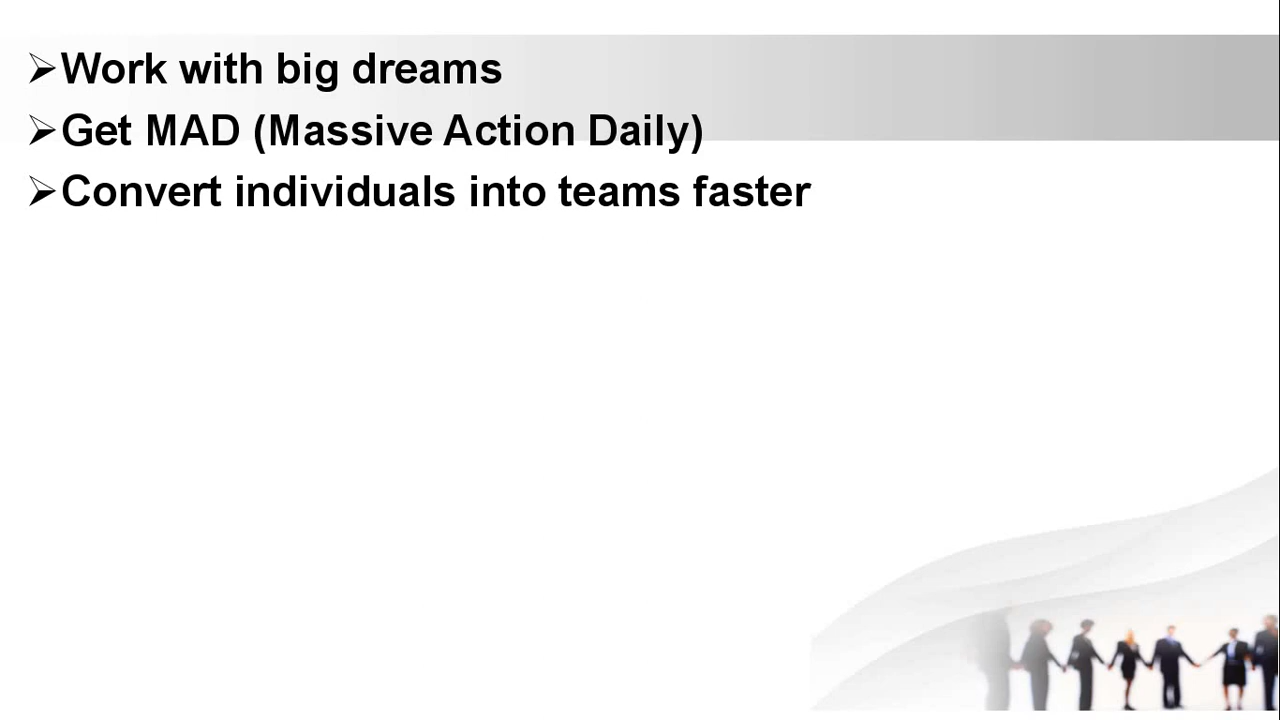 ➢Work with big dreams
➢Get MAD (Massive Action Daily)
➢Convert individuals into teams faster